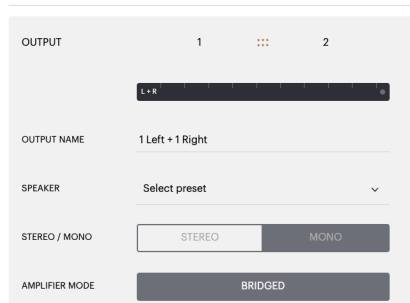 OUTPUT 1 2
L+R
OUTPUT NAME 1 Left + 1 Right
SPEAKER Select preset
STEREO / MONO STEREO MONO
AMPLIFIER MODE BRIDGED